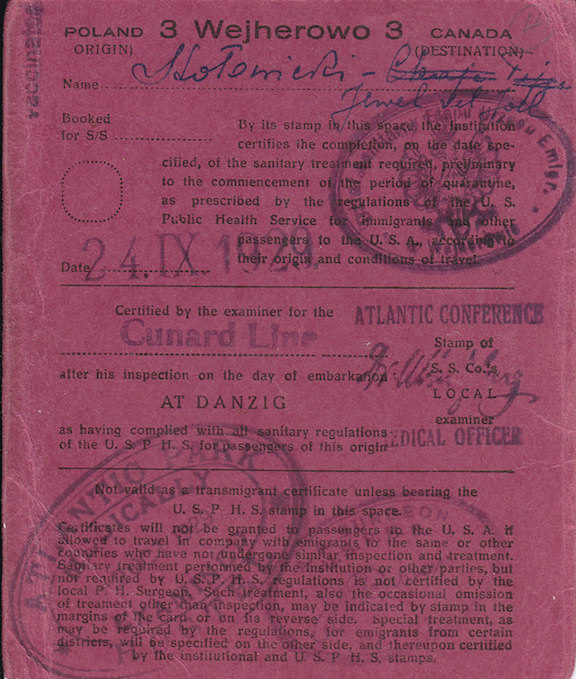 POLAND 3 Wejherowo 3 CANADA
ORIGIN) (DESTINATION)
Name
Booked
for S/S
By its stamp in this space the Institution
certifies the completion, on the date spe-
cified, of the sanitary treatment required, preliminary
to the commencement of the period of quarantine,
as prescribed by the regulations of the U. S.
Public Health Service for immigrants and other
passengers to the U. S. A., according to
their origin and conditions of travel.
Date 24. IX. 1929.
Certified by the examiner for the
ATLANTIC CONFERENCE
Cunard Line
Stamp of
S. S. Co.'s
LOCAL
examiner
after his inspection on the day of embarkation
AT DANZIG
as having complied with all sanitary regulations
of the U. S. P. H. S. for passengers of this origin
MEDICAL OFFICER
Not valid as a transmigrant certificate unless bearing the
U. S. P H. S. stamp in this space.
Certificates will not be granted to passengers to the U. S. A. if
allowed to travel in company with emigrants to the same or other
countries who have not undergone similar inspection and treatment.
Sanitary treatment performed by the Institution or other parties, but
not required by U. S. P. H. S. regulations is not certified by the
local P. H. Surgeon. Such treatment, also the occasional omission
of treament other than inspection, may be indicated by stamp in the
margins of the card or on its reverse side. Special treatment, as
may be required by the regulations, for emigrants from certain
districts, will be specified on the other side, and thereupon certified
by the institutional and U. S. P. H. S. stamps.
ATLANTIC PARK